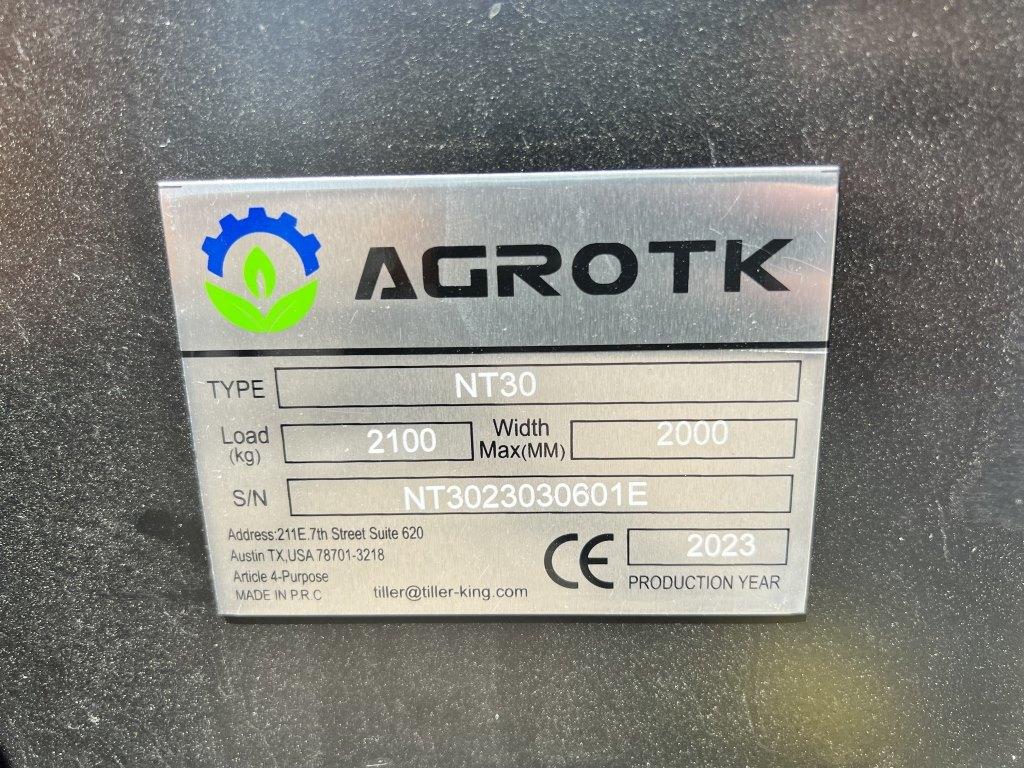 AGROTK
TYPE NT30
Load (kg) 2100 Width Max(MM) 2000
S/N NT3023030601E
Address:211E.7th Street Suite 620
Austin TX,USA 78701-3218
Article 4-Purpose
MADE IN P.R.C tiller@tiller-king.com
CE 2023
PRODUCTION YEAR